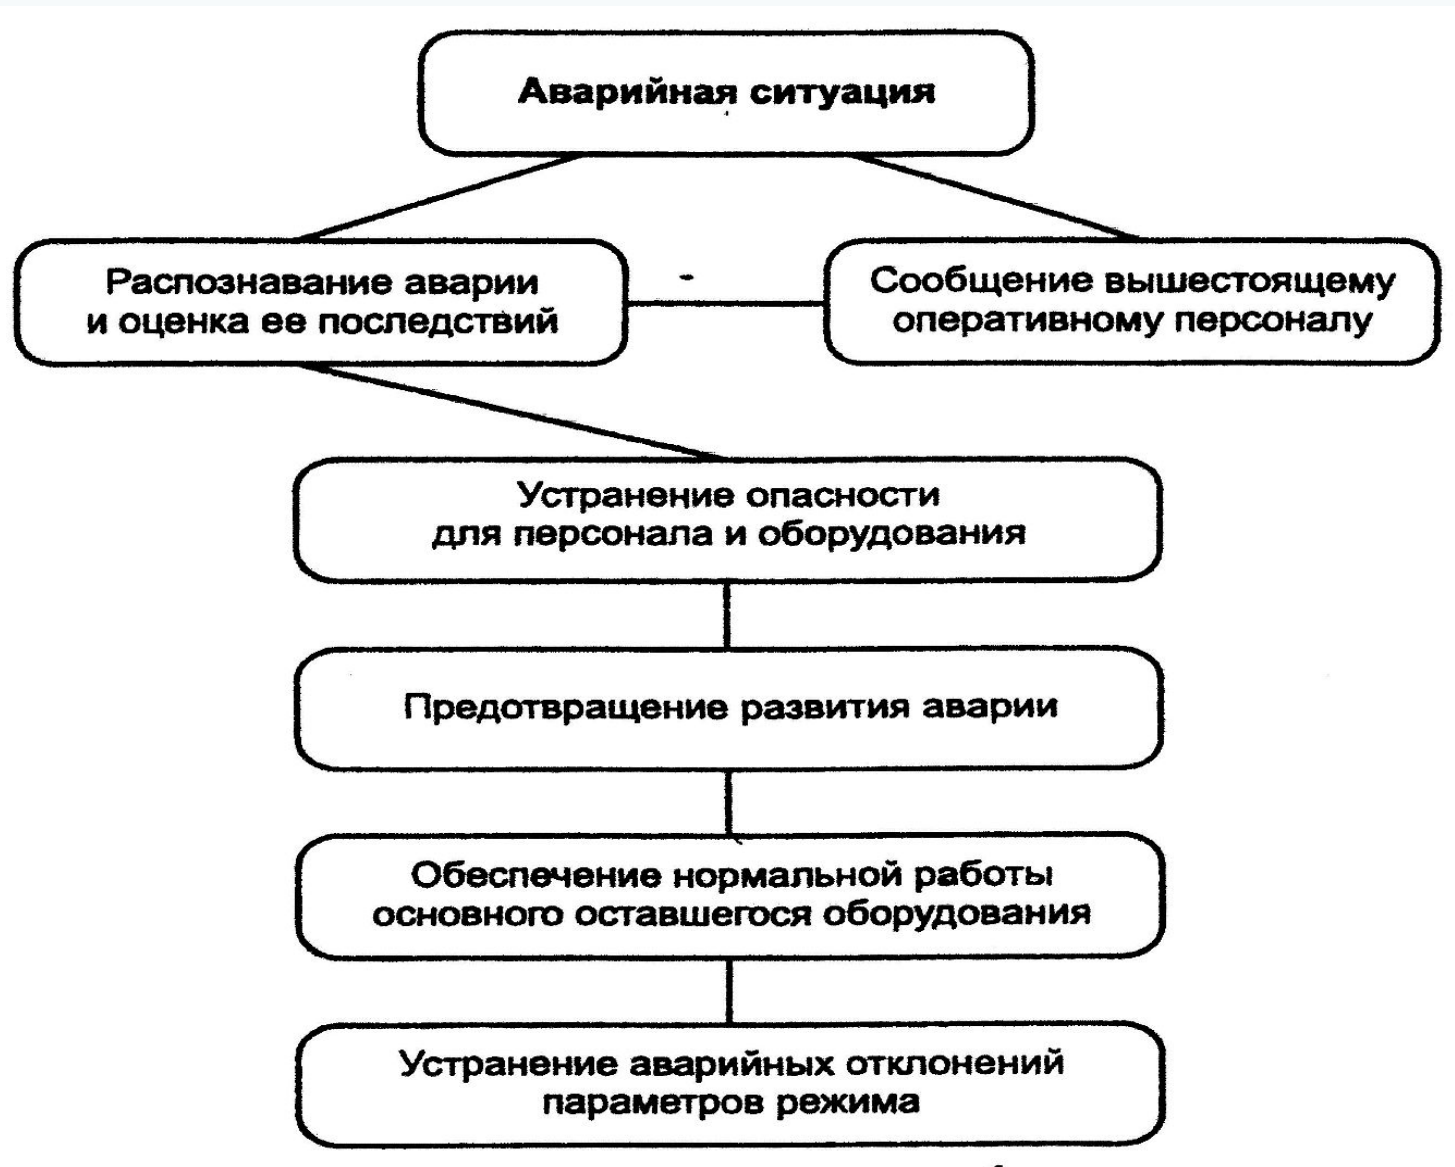 Аварийная ситуация
Распознавание аварии
и оценка ее последствий
Сообщение вышестоящему
оперативному персоналу
Устранение опасности
для персонала и оборудования
Предотвращение развития аварии
Обеспечение нормальной работы
основного оставшегося оборудования
Устранение аварийных отклонений
параметров режима